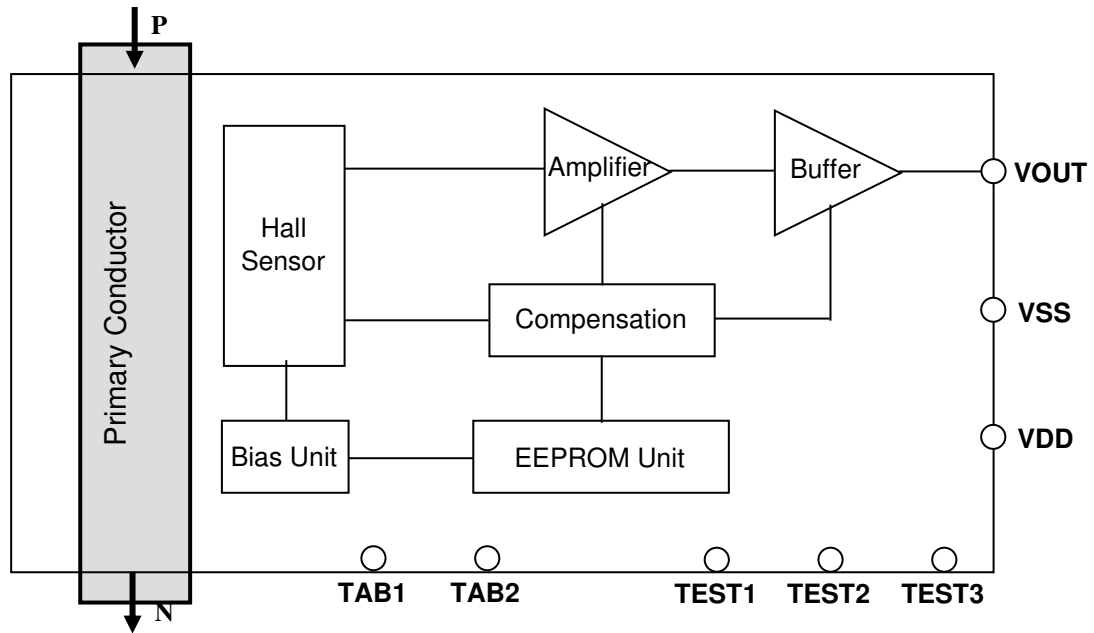 P
Primary Conductor
Hall
Sensor
Amplifier
Buffer
VOUT
Compensation
VSS
Bias Unit
EEPROM Unit
VDD
TAB1
TAB2
TEST1
TEST2
TEST3
N